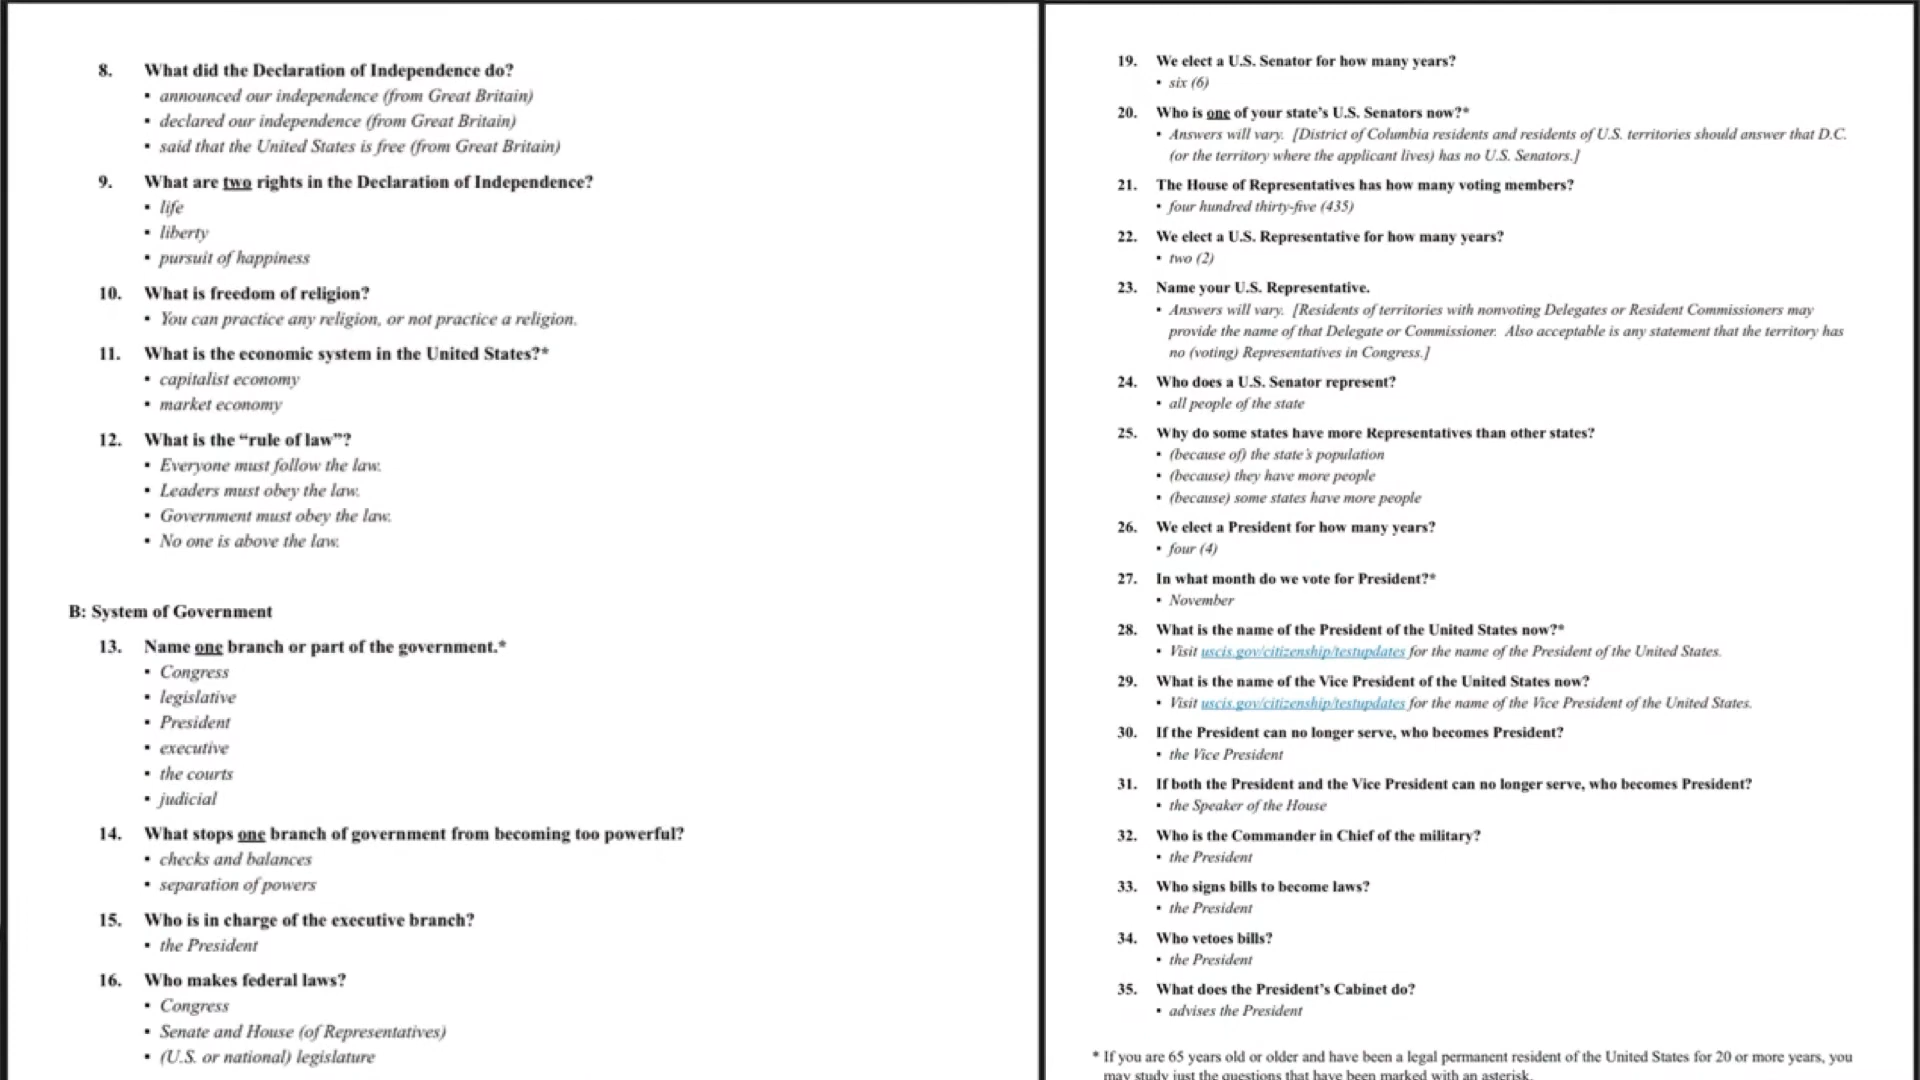 8. What did the Declaration of Independence do?
▪ announced our independence (from Great Britain)
▪ declared our independence (from Great Britain)
▪ said that the United States is free (from Great Britain)
9. What are two rights in the Declaration of Independence?
▪ life
▪ liberty
▪ pursuit of happiness
10. What is freedom of religion?
▪ You can practice any religion, or not practice a religion.
11. What is the economic system in the United States?*
▪ capitalist economy
▪ market economy
12. What is the “rule of law”?
▪ Everyone must follow the law.
▪ Leaders must obey the law.
▪ Government must obey the law.
▪ No one is above the law.
B: System of Government
13. Name one branch or part of the government.*
▪ Congress
▪ legislative
▪ President
▪ executive
▪ the courts
▪ judicial
14. What stops one branch of government from becoming too powerful?
▪ checks and balances
▪ separation of powers
15. Who is in charge of the executive branch?
▪ the President
16. Who makes federal laws?
▪ Congress
▪ Senate and House (of Representatives)
▪ (U.S. or national) legislature
19. We elect a U.S. Senator for how many years?
▪ six (6)
20. Who is one of your state’s U.S. Senators now?*
▪ Answers will vary. [District of Columbia residents and residents of U.S. territories should answer that D.C.
(or the territory where the applicant lives) has no U.S. Senators.]
21. The House of Representatives has how many voting members?
▪ four hundred thirty-five (435)
22. We elect a U.S. Representative for how many years?
▪ two (2)
23. Name your U.S. Representative.
▪ Answers will vary. [Residents of territories with nonvoting Delegates or Resident Commissioners may
provide the name of that Delegate or Commissioner. Also acceptable is any statement that the territory has
no (voting) Representatives in Congress.]
24. Who does a U.S. Senator represent?
▪ all people of the state
25. Why do some states have more Representatives than other states?
▪ (because of) the state’s population
▪ (because) they have more people
▪ (because) some states have more people
26. We elect a President for how many years?
▪ four (4)
27. In what month do we vote for President?*
▪ November
28. What is the name of the President of the United States now?*
▪ Visit uscis.gov/citizenship/testupdates for the name of the President of the United States.
29. What is the name of the Vice President of the United States now?
▪ Visit uscis.gov/citizenship/testupdates for the name of the Vice President of the United States.
30. If the President can no longer serve, who becomes President?
▪ the Vice President
31. If both the President and the Vice President can no longer serve, who becomes President?
▪ the Speaker of the House
32. Who is the Commander in Chief of the military?
▪ the President
33. Who signs bills to become laws?
▪ the President
34. Who vetoes bills?
▪ the President
35. What does the President’s Cabinet do?
▪ advises the President
* If you are 65 years old or older and have been a legal permanent resident of the United States for 20 or more years, you
may study just the questions that have been marked with an asterisk.